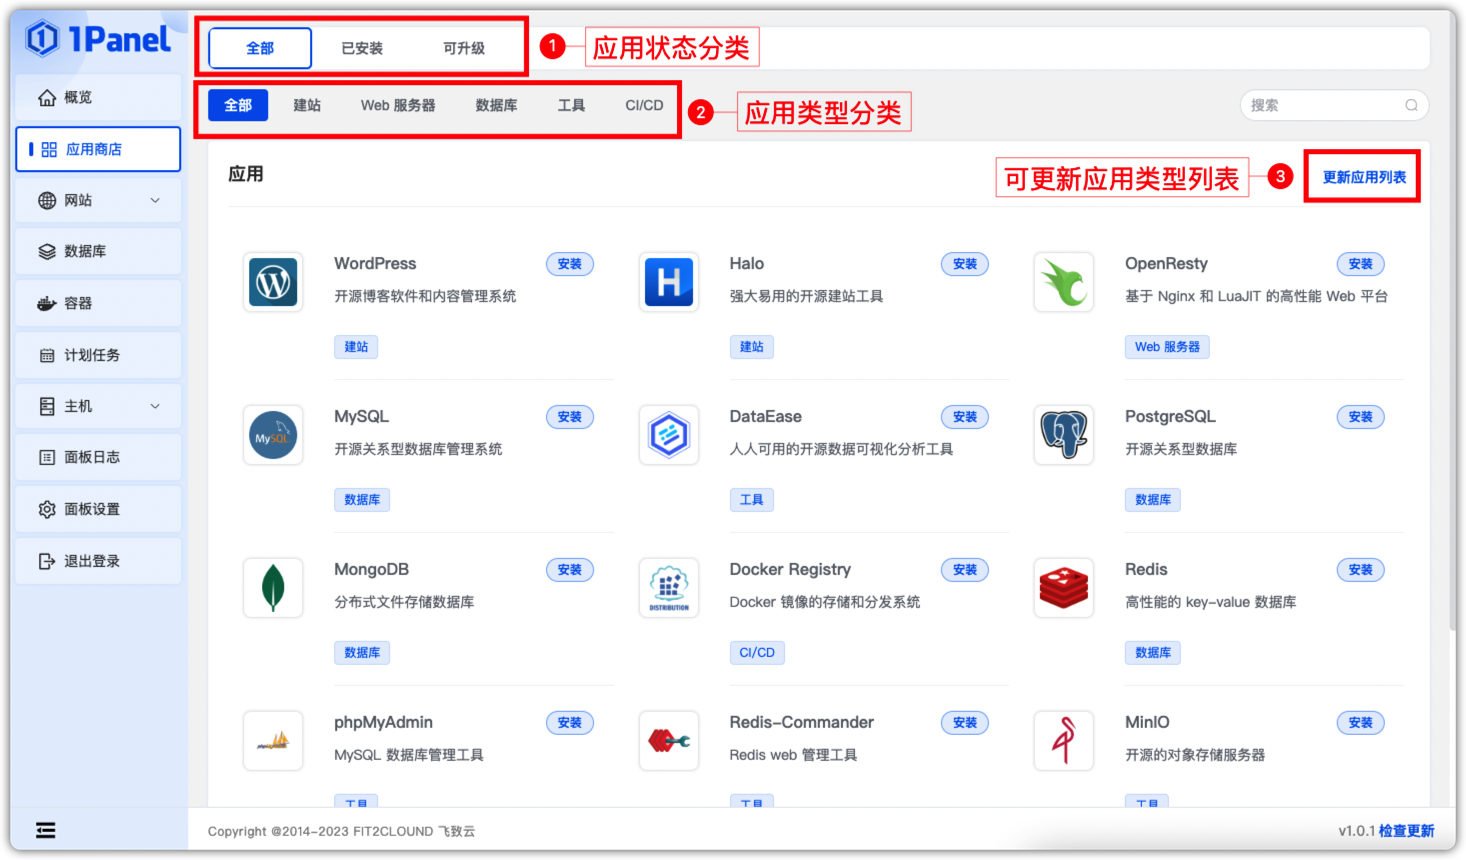 1Panel
全部
已安装
可升级
1
应用状态分类
概览
全部
建站
Web 服务器
数据库
工具
CI/CD
2
应用类型分类
搜索
应用商店
应用
可更新应用类型列表
3
更新应用列表
网站
数据库
容器
计划任务
主机
面板日志
面板设置
退出登录
WordPress
安装
开源博客软件和内容管理系统
建站
Halo
安装
强大易用的开源建站工具
建站
OpenResty
安装
基于 Nginx 和 LuaJIT 的高性能 Web 平台
Web 服务器
MySQL
MySQL
安装
开源关系型数据库管理系统
数据库
DataEase
安装
人人可用的开源数据可视化分析工具
工具
PostgreSQL
安装
开源关系型数据库
数据库
MongoDB
安装
分布式文件存储数据库
数据库
DISTRIBUTION
Docker Registry
安装
Docker 镜像的存储和分发系统
CI/CD
Redis
安装
高性能的 key-value 数据库
数据库
phpMyAdmin
phpMyAdmin
安装
MySQL 数据库管理工具
工具
Redis-Commander
安装
Redis web 管理工具
工具
MinIO
安装
开源的对象存储服务器
工具
Copyright @2014-2023 FIT2CLOUND 飞致云
v1.0.1 检查更新